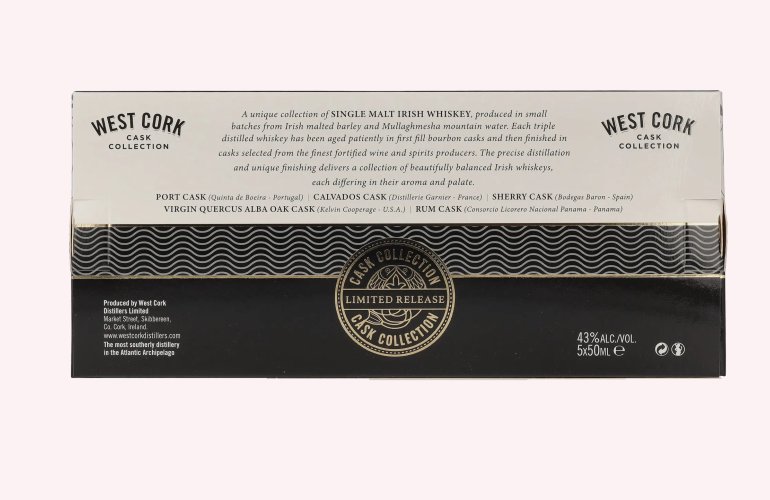 WEST CORK
CASK
COLLECTION
A unique collection of SINGLE MALT IRISH WHISKEY, produced in small
batches from Irish malted barley and Mullaghmesha mountain water. Each triple
distilled whiskey has been aged patiently in first fill bourbon casks and then finished in
casks selected from the finest fortified wine and spirits producers. The precise distillation
and unique finishing delivers a collection of beautifully balanced Irish whiskeys,
each differing in their aroma and palate.
WEST CORK
CASK
COLLECTION
PORT CASK (Quinta de Boeira - Portugal) | CALVADOS CASK (Distillerie Garnier - France) | SHERRY CASK (Bodegas Baron - Spain)
VIRGIN QUERCUS ALBA OAK CASK (Kelvin Cooperage - U.S.A.) | RUM CASK (Consorcio Licorero Nacional Panama - Panama)
CASK COLLECTION
LIMITED RELEASE
CASK COLLECTION
Produced by West Cork
Distillers Limited
Market Street, Skibbereen,
Co. Cork, Ireland.
www.westcorkdistillers.com
The most southerly distillery
in the Atlantic Archipelago
43% ALC./VOL.
5x50ML ℮